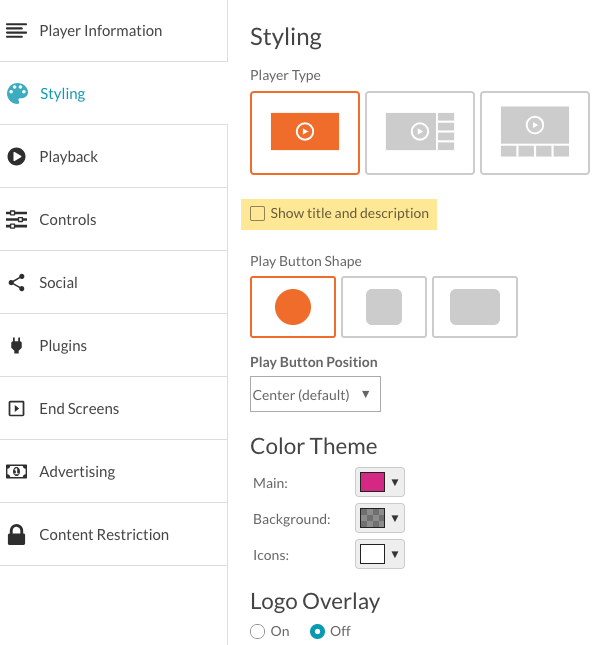 Player Information
Styling
Playback
Controls
Social
Plugins
End Screens
Advertising
Content Restriction
Styling
Player Type
Show title and description
Play Button Shape
Play Button Position
Center (default)
Color Theme
Main:
Background:
Icons:
Logo Overlay
On Off